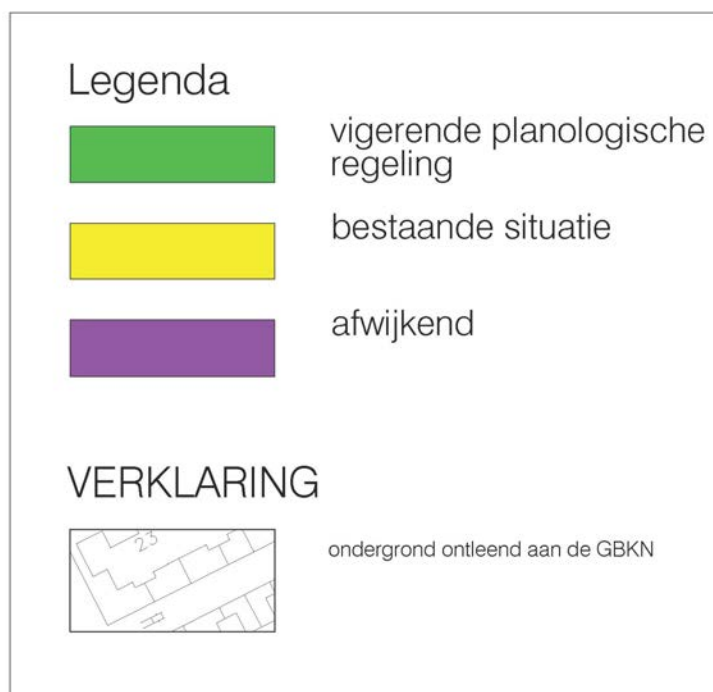 Legenda
vigerende planologische
regeling
bestaande situatie
afwijkend
VERKLARING
23
H
ondergrond ontleend aan de GBKN